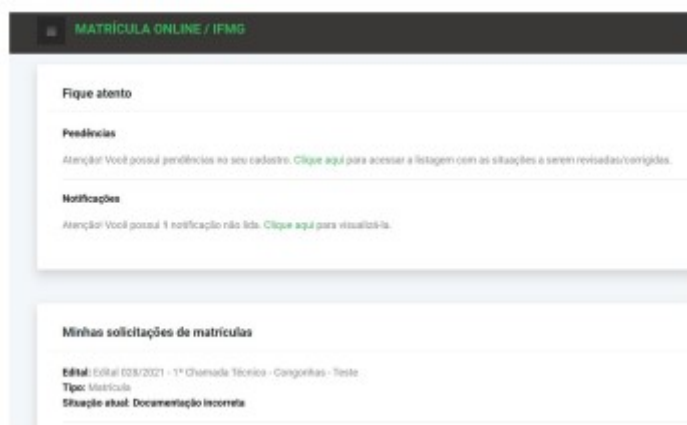 MATRÍCULA ONLINE / IFMG
Fique atento
Pendências
Atenção! Você possui pendências no seu cadastro. Clique aqui para acessar a listagem com as situações a serem revisadas/corrigidas.
Notificações
Atenção! Você possui 1 notificação não lida. Clique aqui para visualizá-la.
Minhas solicitações de matrículas
Edital: Edital 028/2021 - 1ª Chamada Técnico - Congonhas - Teste
Tipo: Matrícula
Situação atual: Documentação incorreta